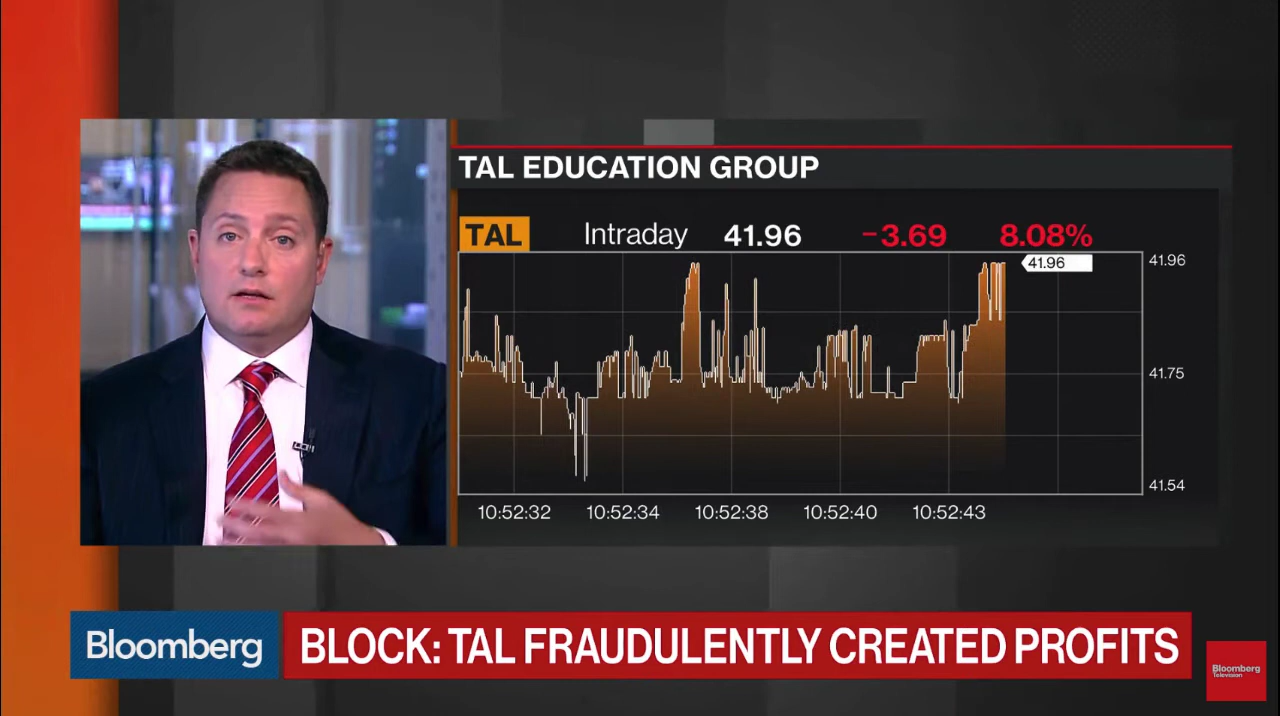 TAL EDUCATION GROUP
TAL Intraday 41.96 -3.69 8.08%
41.96
41.96
41.75
41.54
10:52:32 10:52:34 10:52:38 10:52:40 10:52:43
Bloomberg
BLOCK: TAL FRAUDULENTLY CREATED PROFITS
Bloomberg
Television